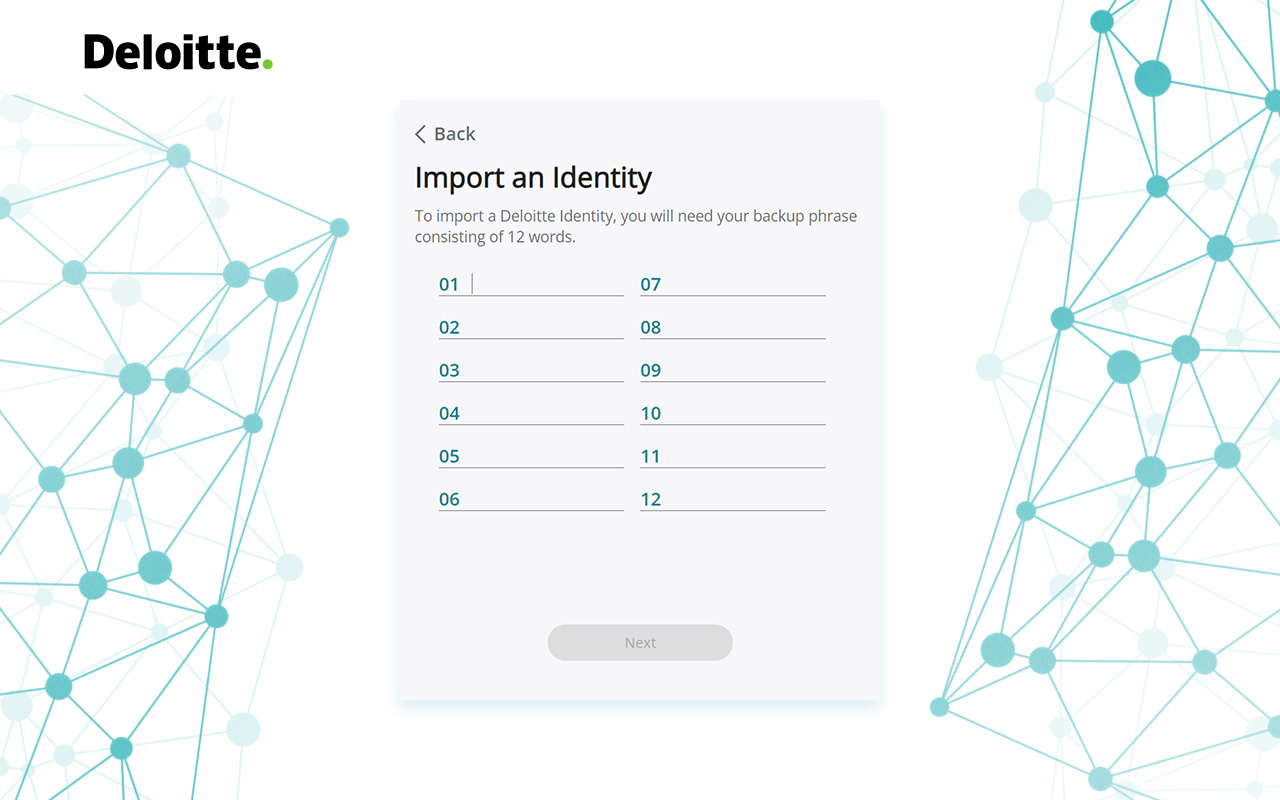 Deloitte.
Back
Import an Identity
To import a Deloitte Identity, you will need your backup phrase
consisting of 12 words.
01
02
03
04
05
06
07
08
09
10
11
12
Next